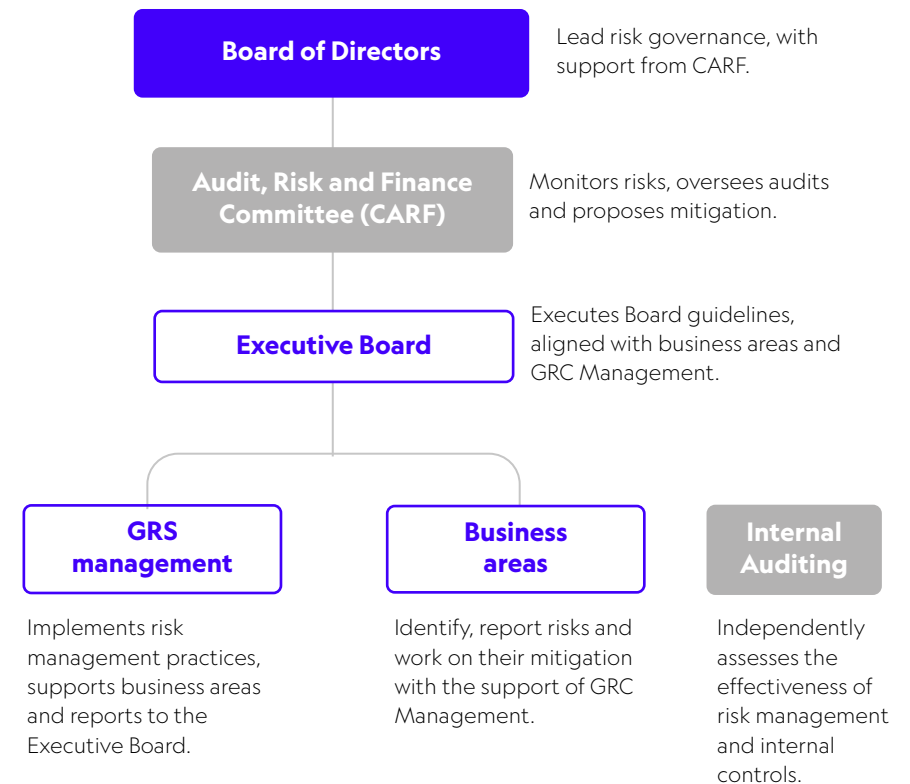 Board of Directors
Lead risk governance, with
support from CARF.
Audit, Risk and Finance
Committee (CARF)
Monitors risks, oversees audits
and proposes mitigation.
Executive Board
Executes Board guidelines,
aligned with business areas and
GRC Management.
GRS
management
Implements risk
management practices,
supports business areas
and reports to the
Executive Board.
Business
areas
Identify, report risks and
work on their mitigation
with the support of GRC
Management.
Internal
Auditing
Independently
assesses the
effectiveness of
risk management
and internal
controls.